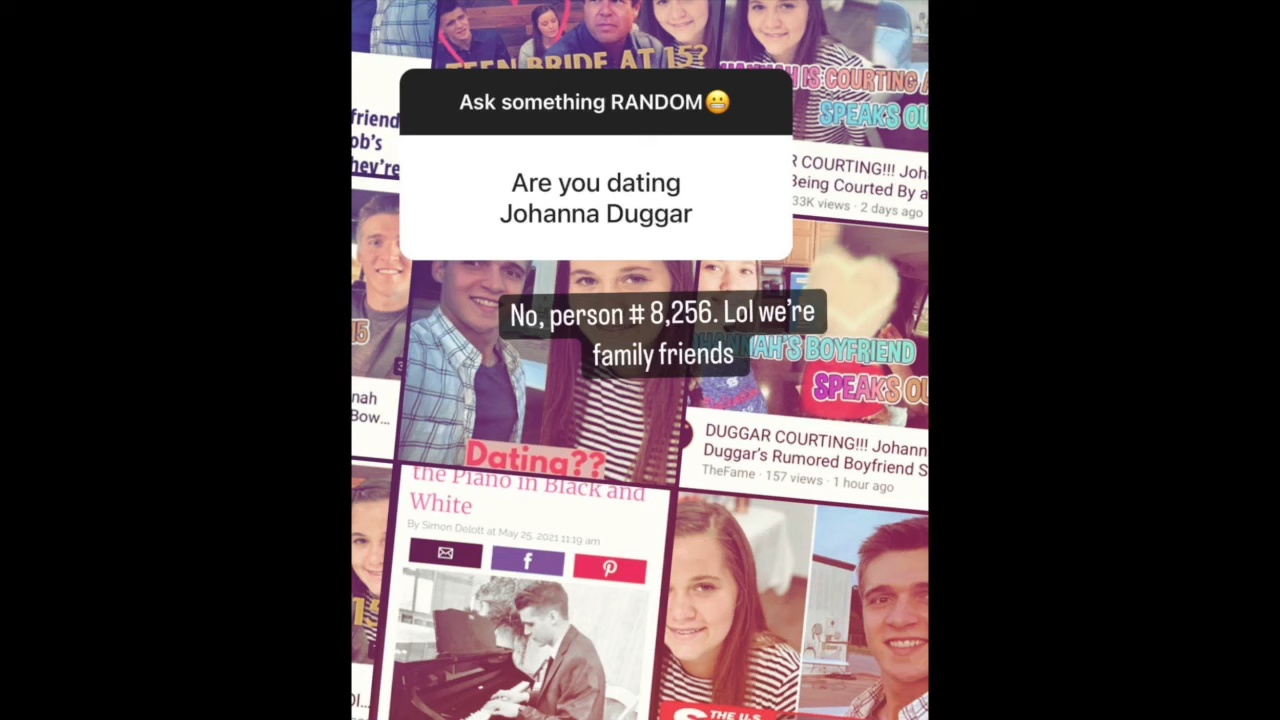 TEEN BRIDE AT 15?
Ask something RANDOM😬
Are you dating
Johanna Duggar
No, person # 8,256. Lol we're
family friends
friend
ob's
hey're
IS COURTING
SPEAKS OU
COURTING!!! Joh
Being Courted By a
33K views · 2 days ago
15
nah
Bow...
Dating??
NAH'S BOYFRIEND
SPEAKS OU
DUGGAR COURTING!!! Johann
Duggar's Rumored Boyfriend S
TheFame · 157 views · 1 hour ago
the Piano in Black and
White
By Simon Delott at May 25, 2021 11:19 am
f
15
THE U.S